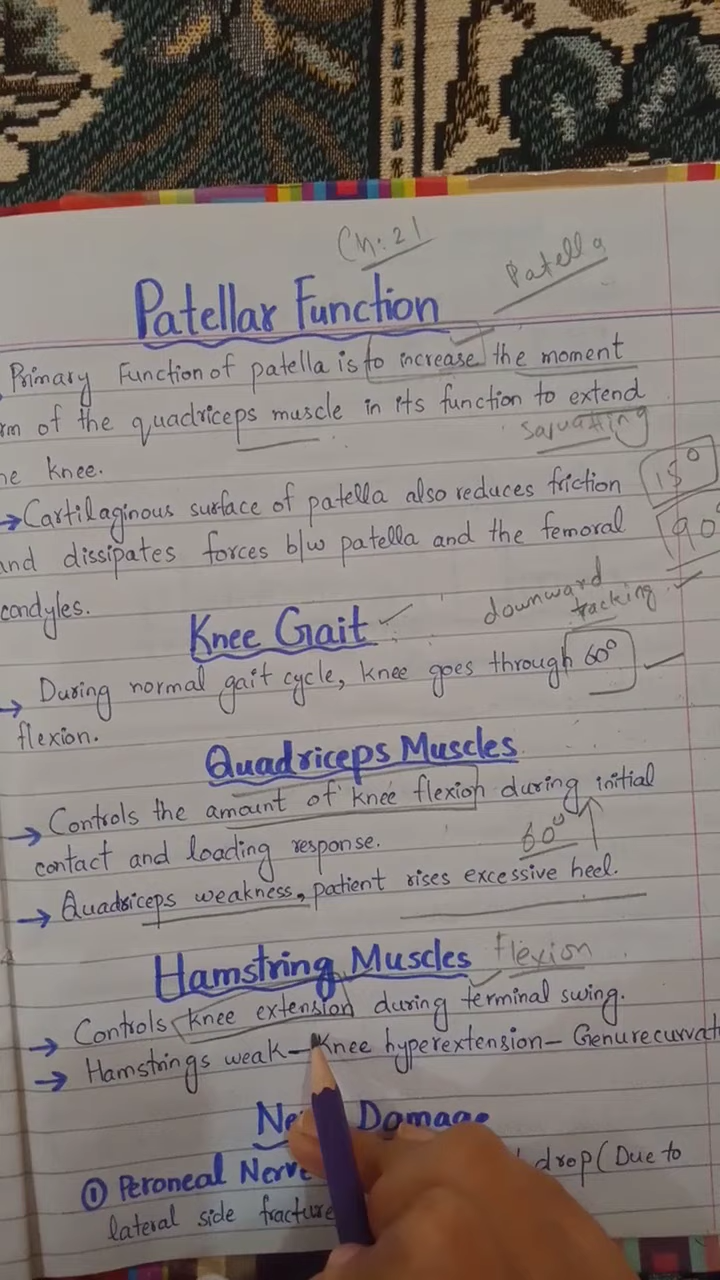 Ch: 21
Patella
Patellar Function
Primary Function of patella is to increase the moment
rm of the quadriceps muscle in its function to extend
squatting
he knee.
15°
→ Cartilaginous surface of patella also reduces friction
90°
and dissipates forces b/w patella and the femoral
condyles.
downward
tracking
Knee Gait
→ During normal gait cycle, knee goes through 60°
flexion.
Quadriceps Muscles
→ Controls the amount of knee flexion during initial
contact and loading response.
60°
→ Quadriceps weakness, patient rises excessive heel.
Hamstring Muscles
Flexion
→ Controls knee extension during terminal swing.
→ Hamstrings weak - Knee hyperextension - Genurecurvat
Damage
① Peroneal Nerve drop (Due to
lateral side fracture